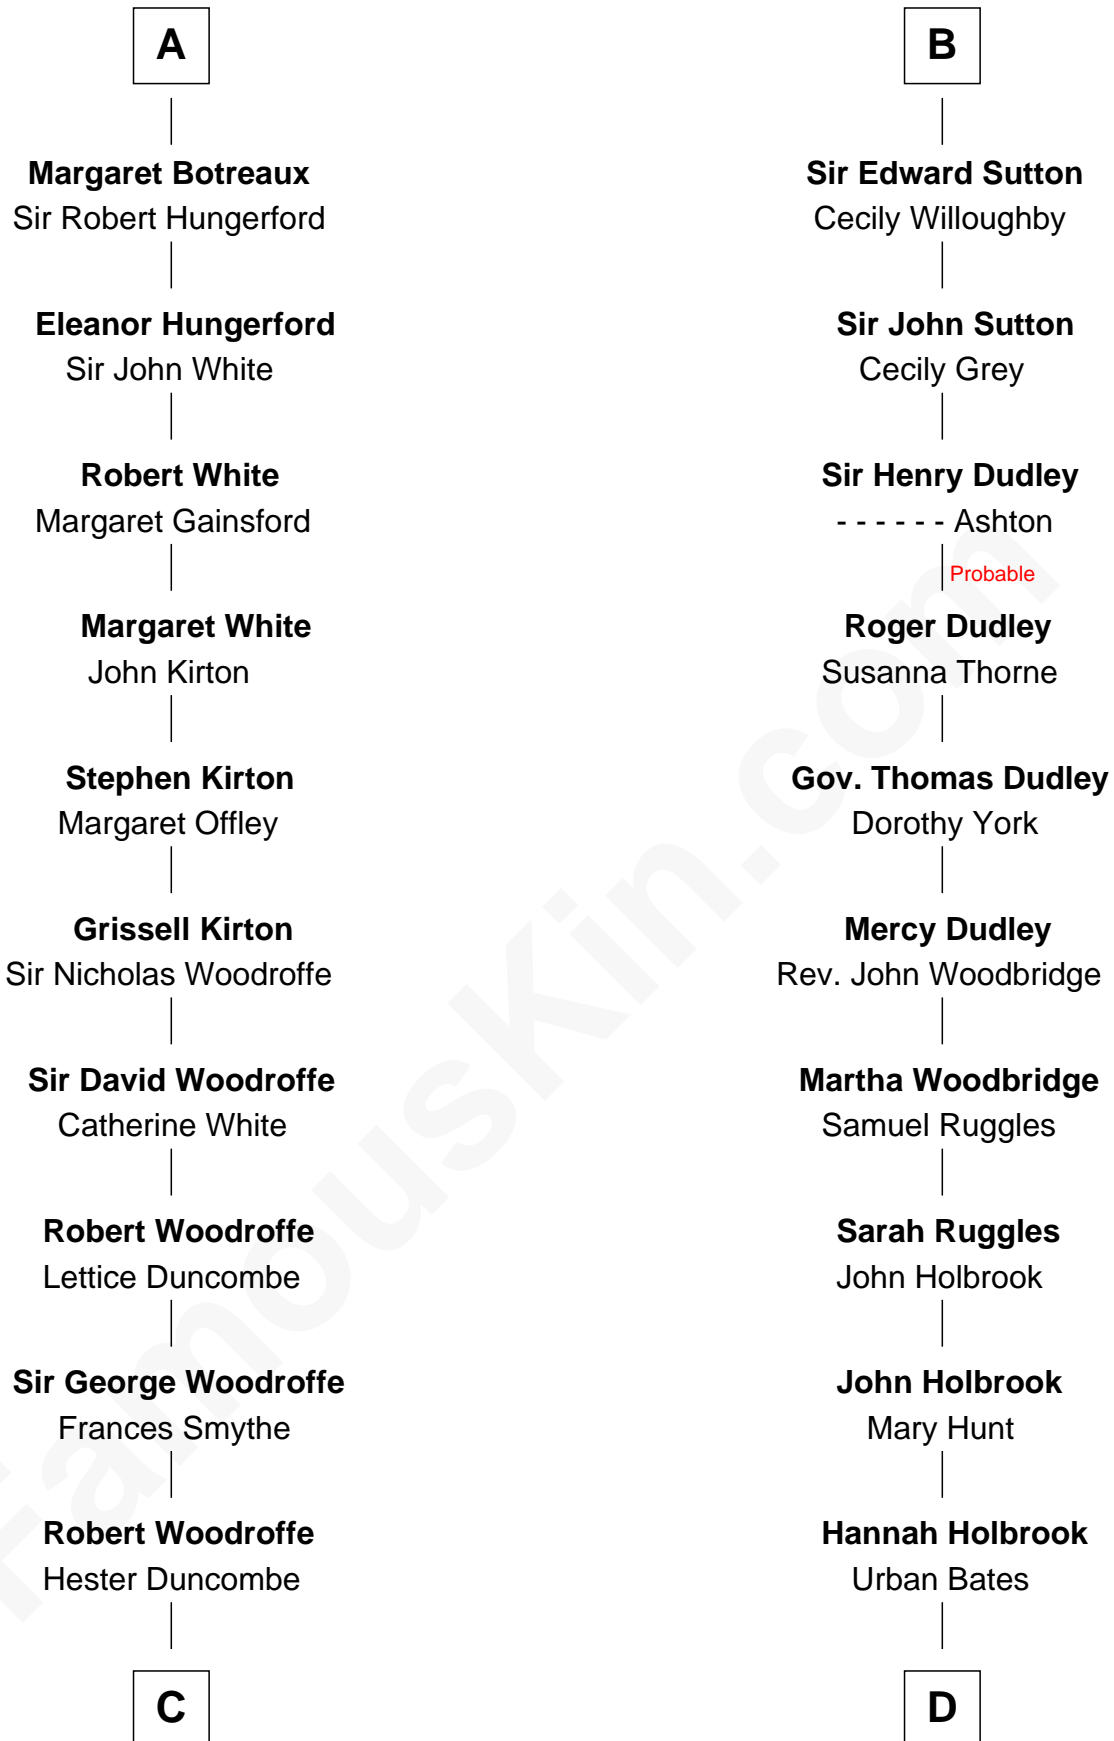 A
Margaret Botreaux
Sir Robert Hungerford
Eleanor Hungerford
Sir John White
Robert White
Margaret Gainsford
Margaret White
John Kirton
Stephen Kirton
Margaret Offley
Grissell Kirton
Sir Nicholas Woodroffe
Sir David Woodroffe
Catherine White
Robert Woodroffe
Lettice Duncombe
Sir George Woodroffe
Frances Smythe
Robert Woodroffe
Hester Duncombe
C
B
Sir Edward Sutton
Cecily Willoughby
Sir John Sutton
Cecily Grey
Sir Henry Dudley
- - - - - - Ashton
Probable
Roger Dudley
Susanna Thorne
Gov. Thomas Dudley
Dorothy York
Mercy Dudley
Rev. John Woodbridge
Martha Woodbridge
Samuel Ruggles
Sarah Ruggles
John Holbrook
John Holbrook
Mary Hunt
Hannah Holbrook
Urban Bates
D
FamousKin.com